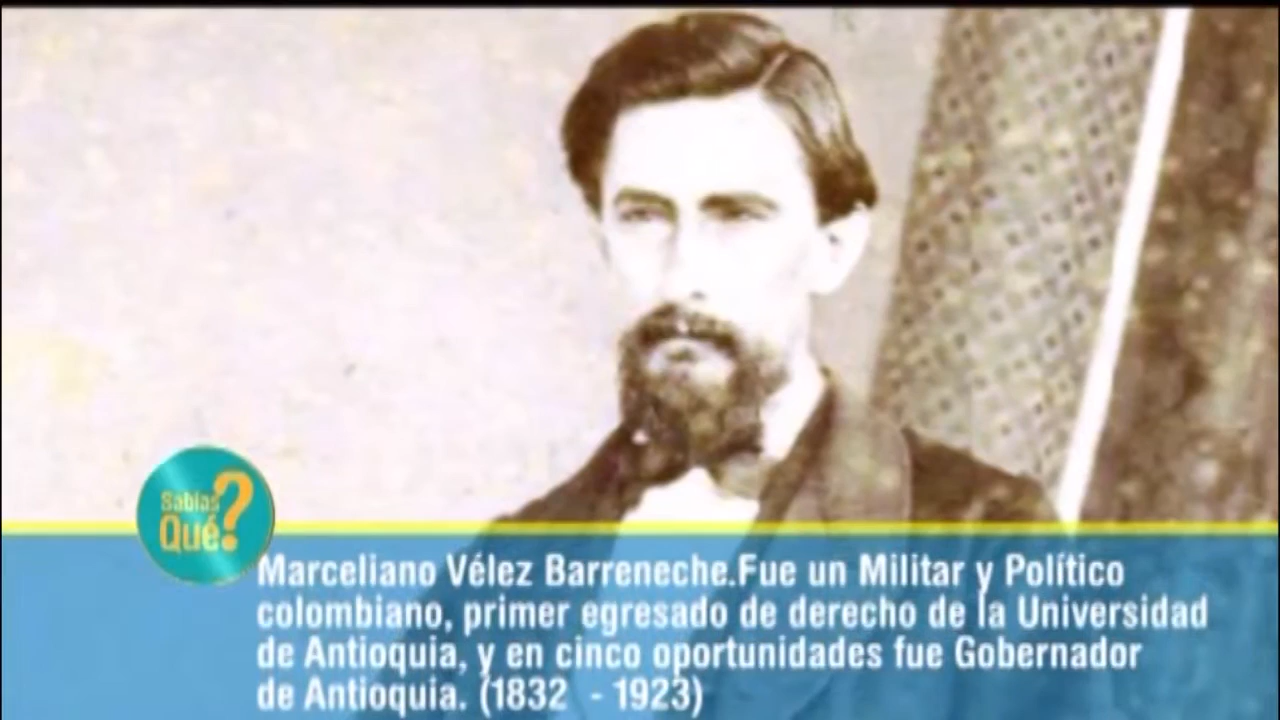 Sabías
Qué?
Marceliano Vélez Barreneche.Fue un Militar y Político
colombiano, primer egresado de derecho de la Universidad
de Antioquia, y en cinco oportunidades fue Gobernador
de Antioquia. (1832 - 1923)